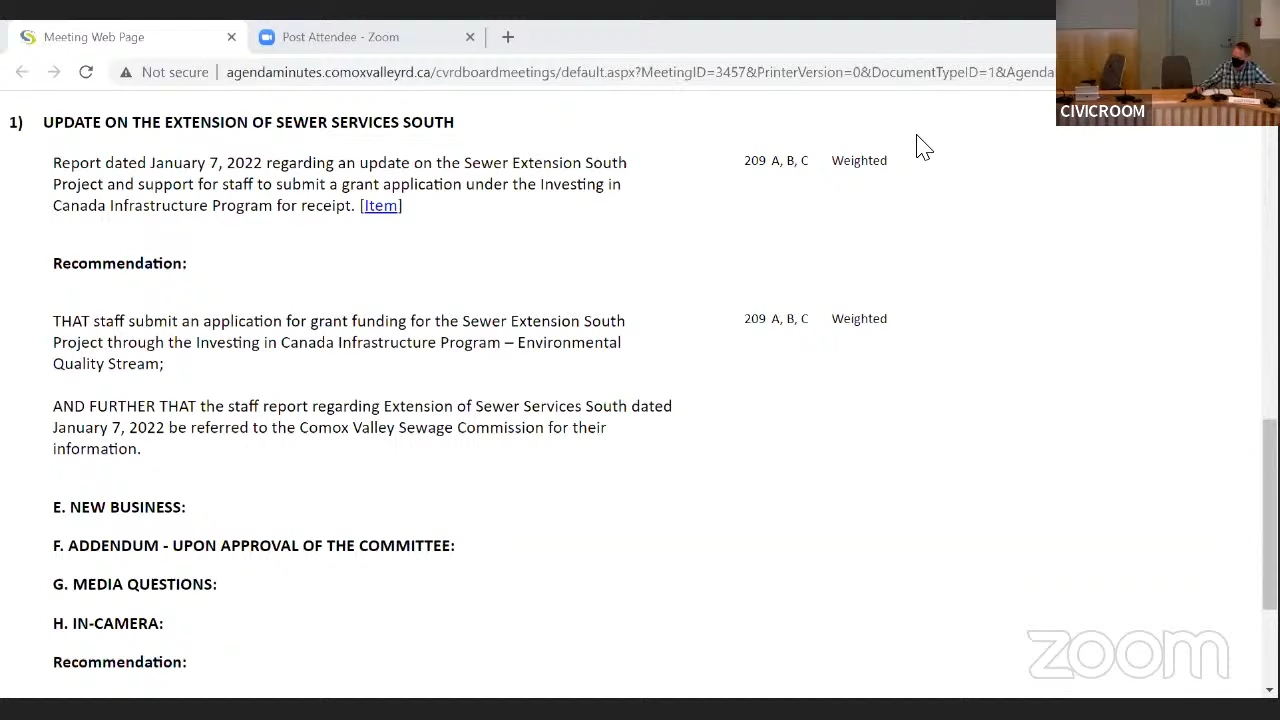 Meeting Web Page
Post Attendee - Zoom
Not secure
agendaminutes.comoxvalleyrd.ca/cvrdboardmeetings/default.aspx?MeetingID=3457&PrinterVersion=0&DocumentTypeID=1&Agenda
EXIT
CIVICROOM
1) UPDATE ON THE EXTENSION OF SEWER SERVICES SOUTH
Report dated January 7, 2022 regarding an update on the Sewer Extension South 209 A, B, C Weighted
Project and support for staff to submit a grant application under the Investing in
Canada Infrastructure Program for receipt. [Item]
Recommendation:
THAT staff submit an application for grant funding for the Sewer Extension South 209 A, B, C Weighted
Project through the Investing in Canada Infrastructure Program – Environmental
Quality Stream;
AND FURTHER THAT the staff report regarding Extension of Sewer Services South dated
January 7, 2022 be referred to the Comox Valley Sewage Commission for their
information.
E. NEW BUSINESS:
F. ADDENDUM - UPON APPROVAL OF THE COMMITTEE:
G. MEDIA QUESTIONS:
H. IN-CAMERA:
Recommendation:
zoom